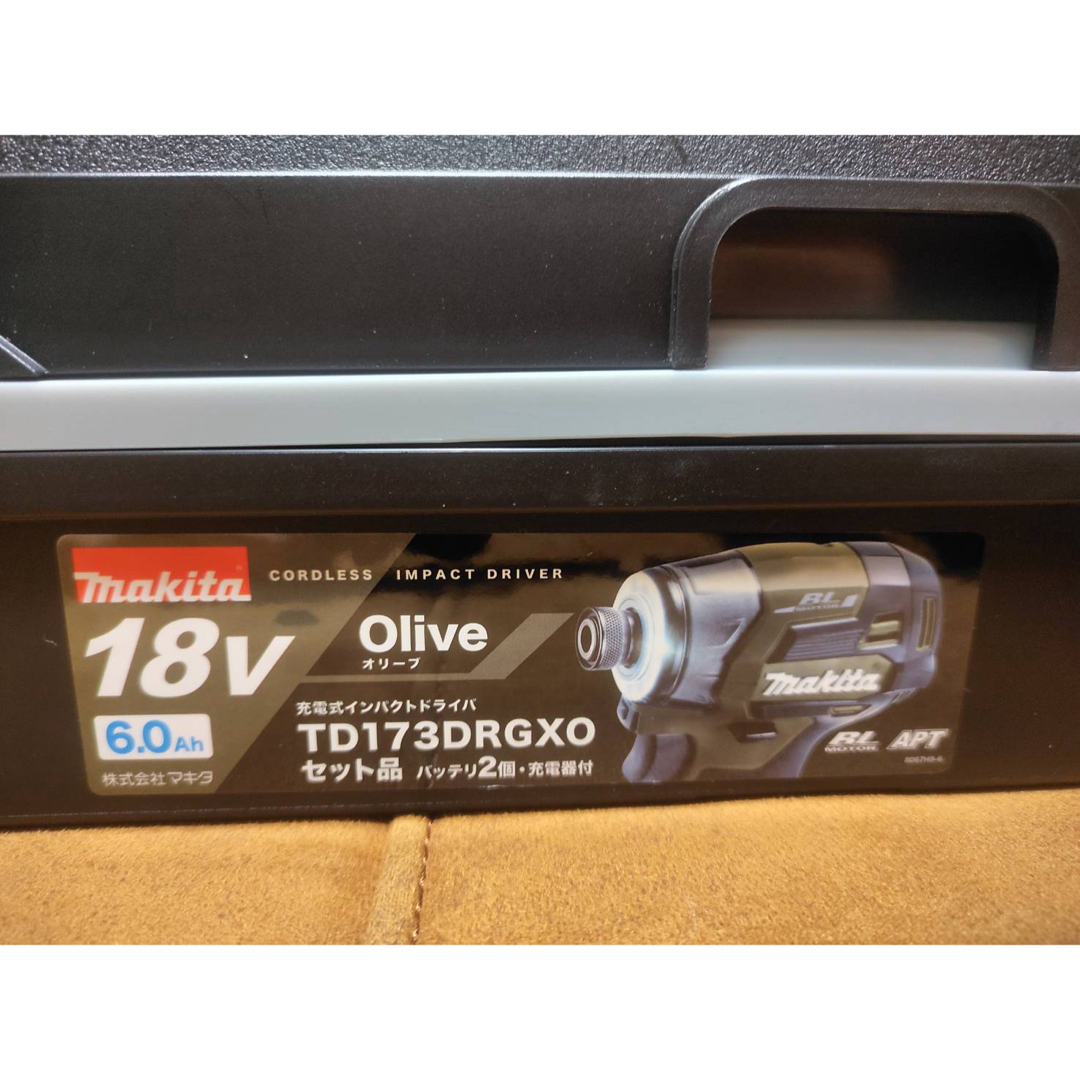 makita
CORDLESS IMPACT DRIVER
18V
Olive
オリーブ
6.0Ah
充電式インパクトドライバ
TD173DRGXO
セット品 バッテリ2個・充電器付
株式会社マキタ
BL
MOTOR
makita
BL
MOTOR
APT